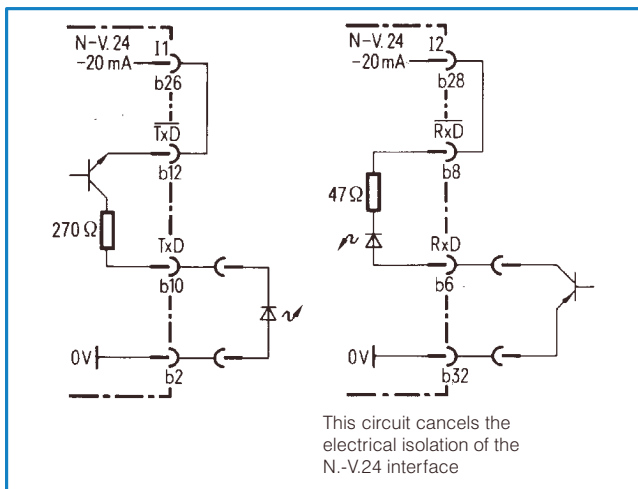 N-V.24
-20 mA
I1
b26
TxD
b12
270 Ω
TxD
b10
0V
b2
N-V.24
-20 mA
I2
b28
RxD
b8
47Ω
RxD
b6
0V
b32
This circuit cancels the
electrical isolation of the
N.-V.24 interface